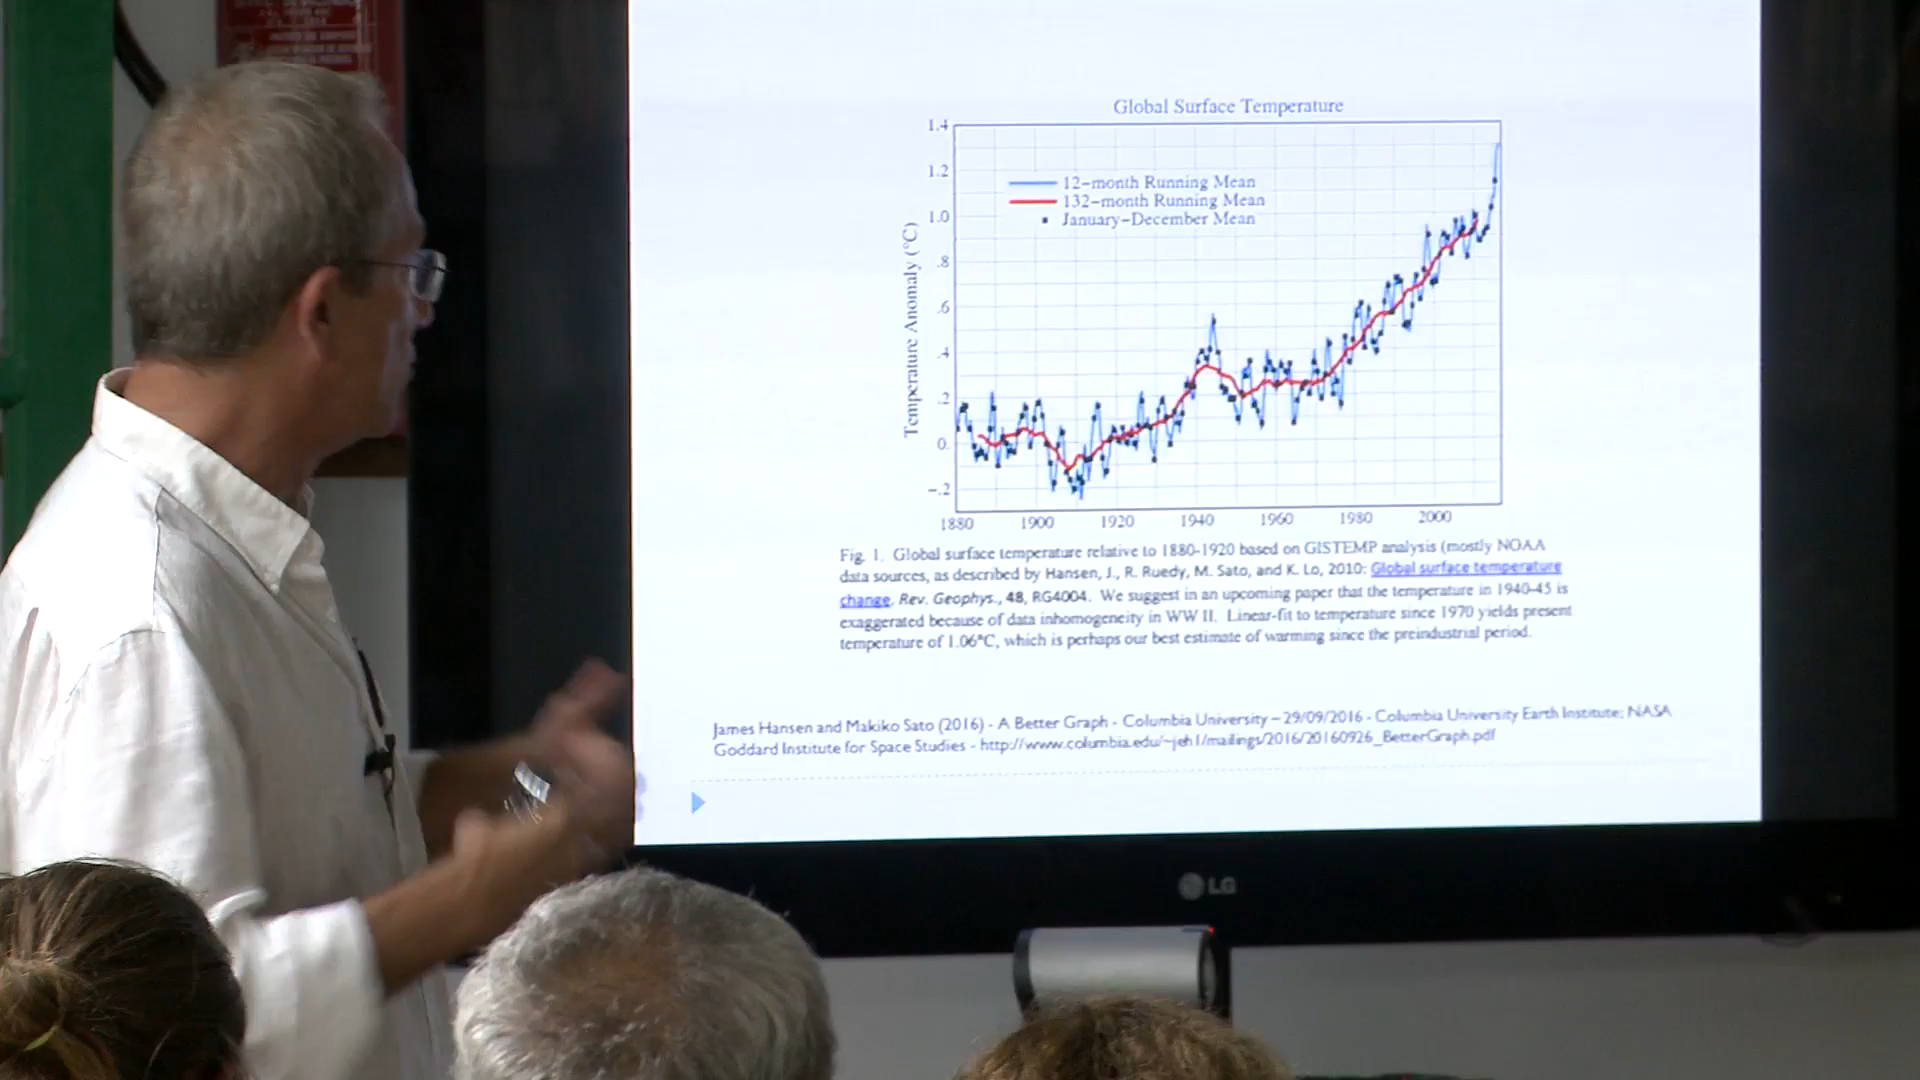 Global Surface Temperature
1.4
1.2
1.0
.8
.6
.4
.2
0.
-.2
Temperature Anomaly (°C)
12-month Running Mean
132-month Running Mean
January-December Mean
1880 1900 1920 1940 1960 1980 2000
Fig. 1. Global surface temperature relative to 1880-1920 based on GISTEMP analysis (mostly NOAA
data sources, as described by Hansen, J., R. Ruedy, M. Sato, and K. Lo, 2010: Global surface temperature
change, Rev. Geophys., 48, RG4004. We suggest in an upcoming paper that the temperature in 1940-45 is
exaggerated because of data inhomogeneity in WW II. Linear-fit to temperature since 1970 yields present
temperature of 1.06°C, which is perhaps our best estimate of warming since the preindustrial period.
James Hansen and Makiko Sato (2016) - A Better Graph - Columbia University – 29/09/2016 - Columbia University Earth Institute; NASA
Goddard Institute for Space Studies - http://www.columbia.edu/~jeh1/mailings/2016/20160926_BetterGraph.pdf
LG